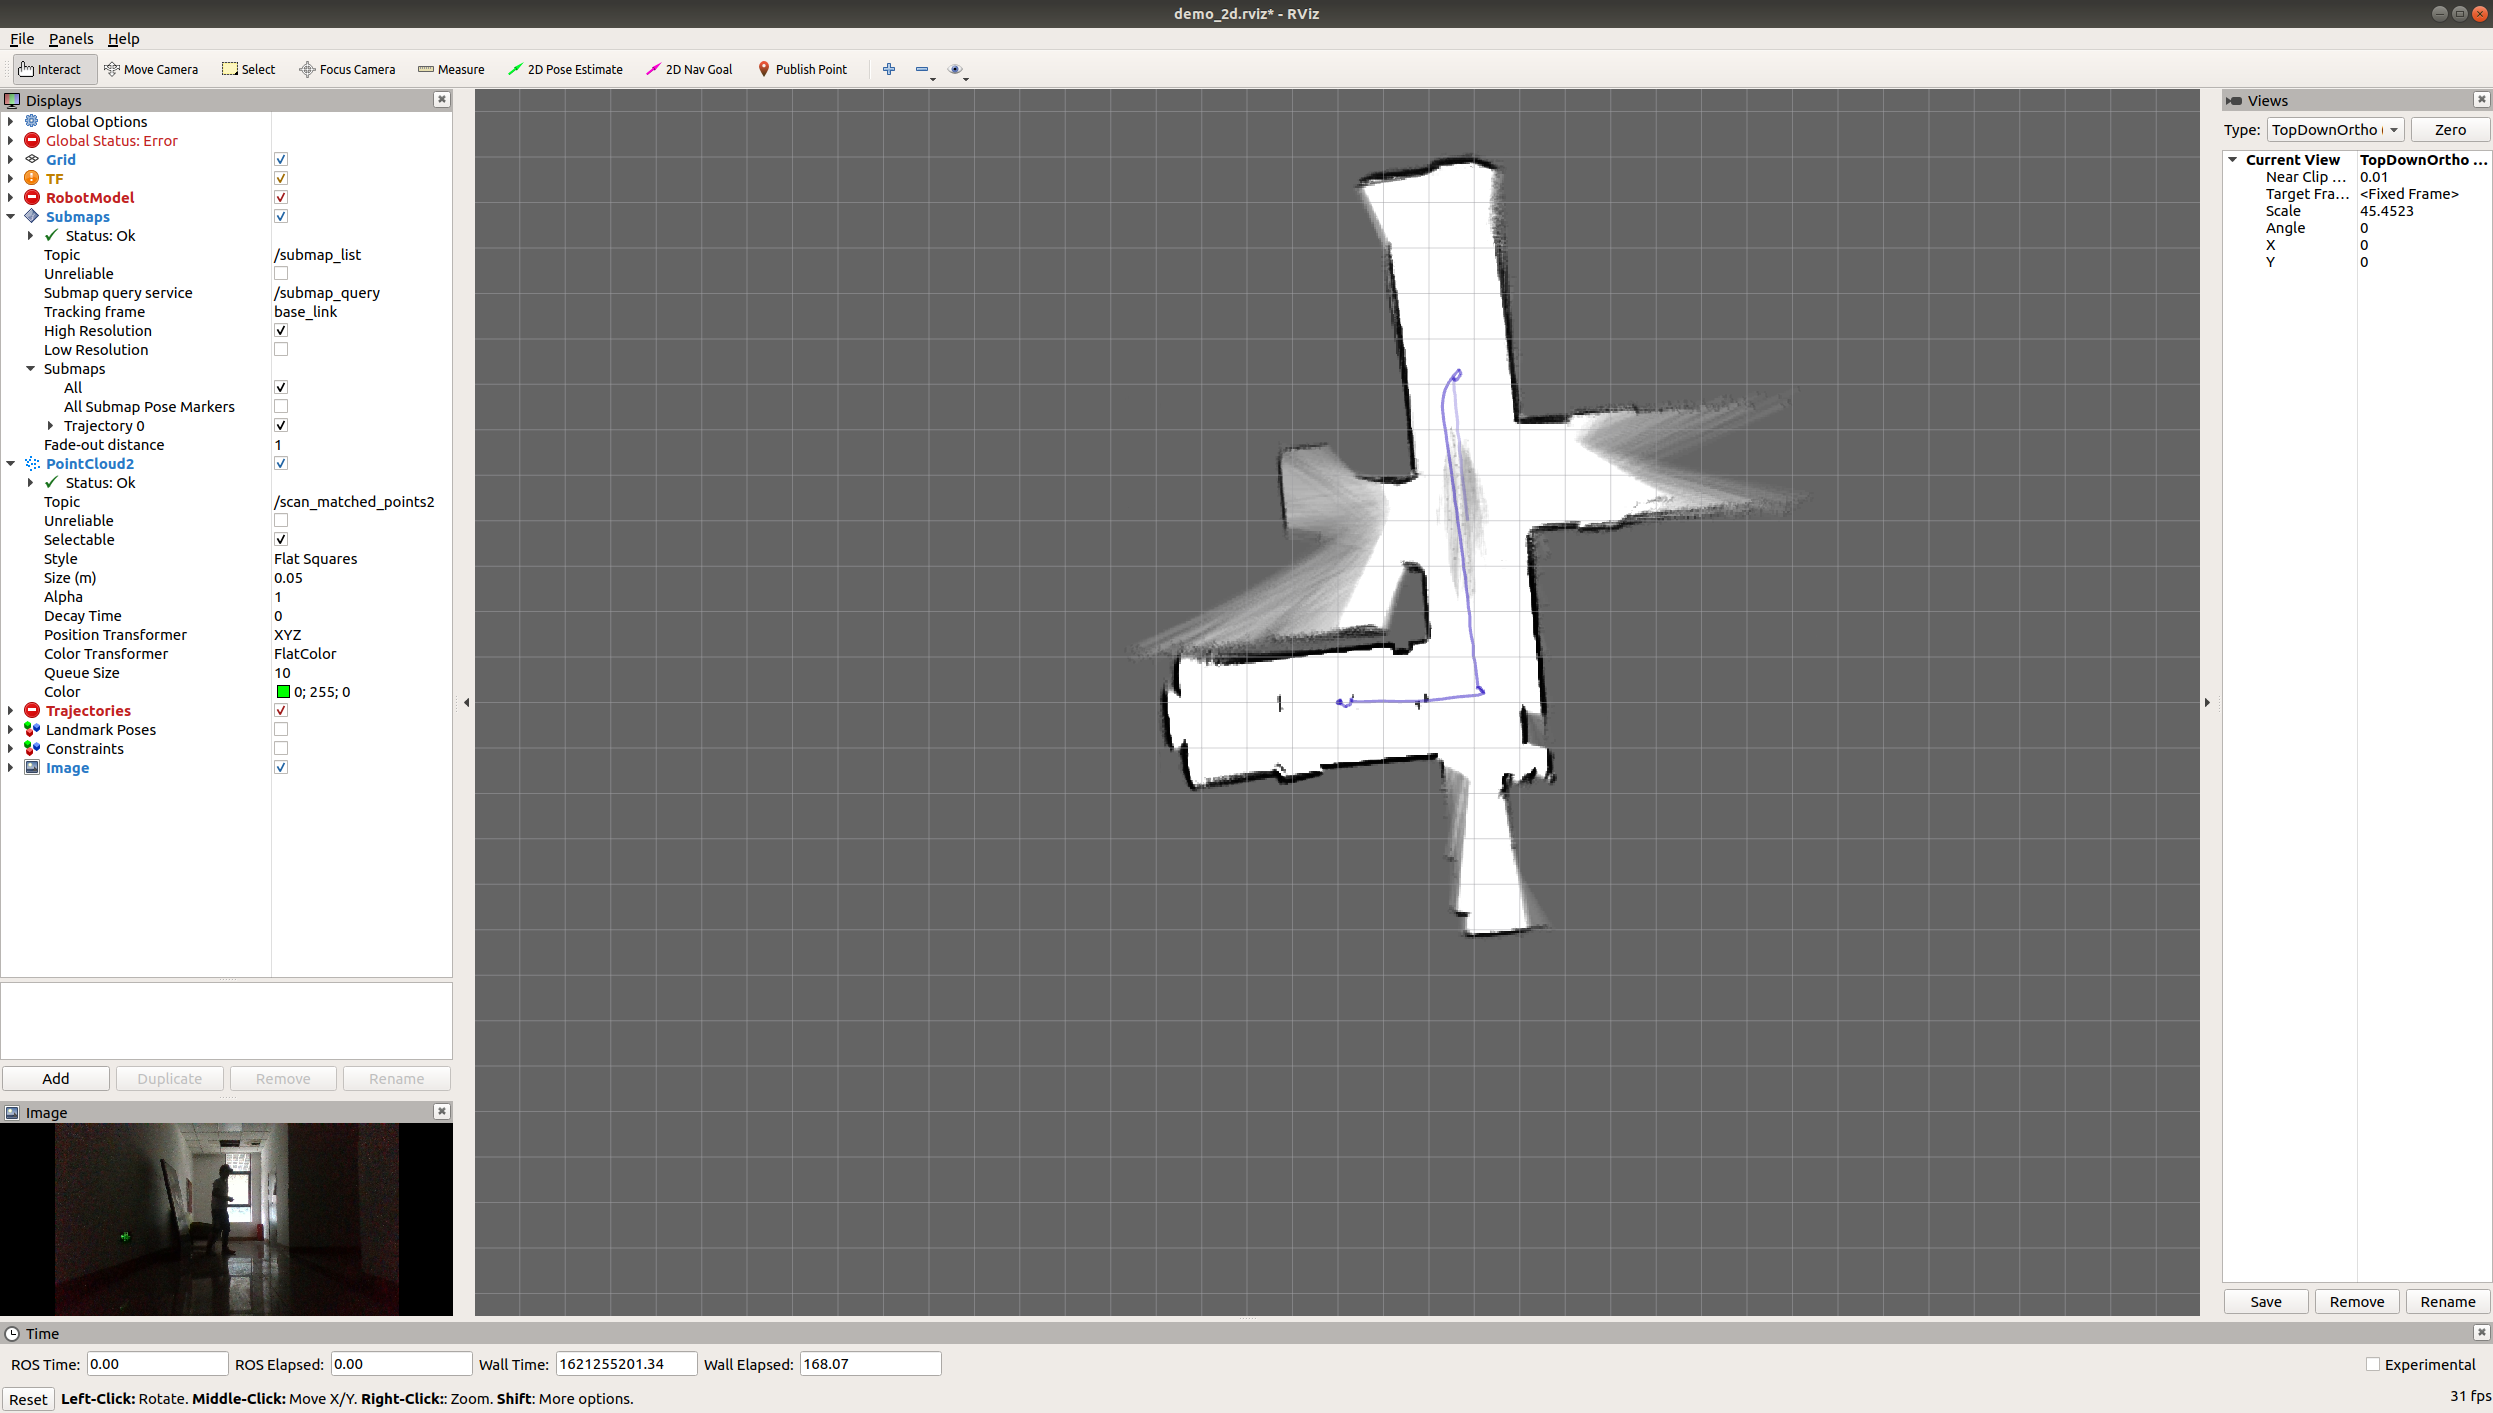 demo_2d.rviz* - RViz
File Panels Help
Interact Move Camera Select Focus Camera Measure 2D Pose Estimate 2D Nav Goal Publish Point
Displays
Global Options
Global Status: Error
Grid
TF
RobotModel
Submaps
Status: Ok
Topic /submap_list
Unreliable
Submap query service /submap_query
Tracking frame base_link
High Resolution
Low Resolution
Submaps
All
All Submap Pose Markers
Trajectory 0
Fade-out distance 1
PointCloud2
Status: Ok
Topic /scan_matched_points2
Unreliable
Selectable
Style Flat Squares
Size (m) 0.05
Alpha 1
Decay Time 0
Position Transformer XYZ
Color Transformer FlatColor
Queue Size 10
Color 0; 255; 0
Trajectories
Landmark Poses
Constraints
Image
Add Duplicate Remove Rename
Image
Views
Type: TopDownOrtho ( Zero
Current View TopDownOrtho ...
Near Clip ... 0.01
Target Fra... <Fixed Frame>
Scale 45.4523
Angle 0
X 0
Y 0
Save Remove Rename
Time
ROS Time: 0.00 ROS Elapsed: 0.00 Wall Time: 1621255201.34 Wall Elapsed: 168.07 Experimental
Reset Left-Click: Rotate. Middle-Click: Move X/Y. Right-Click:: Zoom. Shift: More options. 31 fps